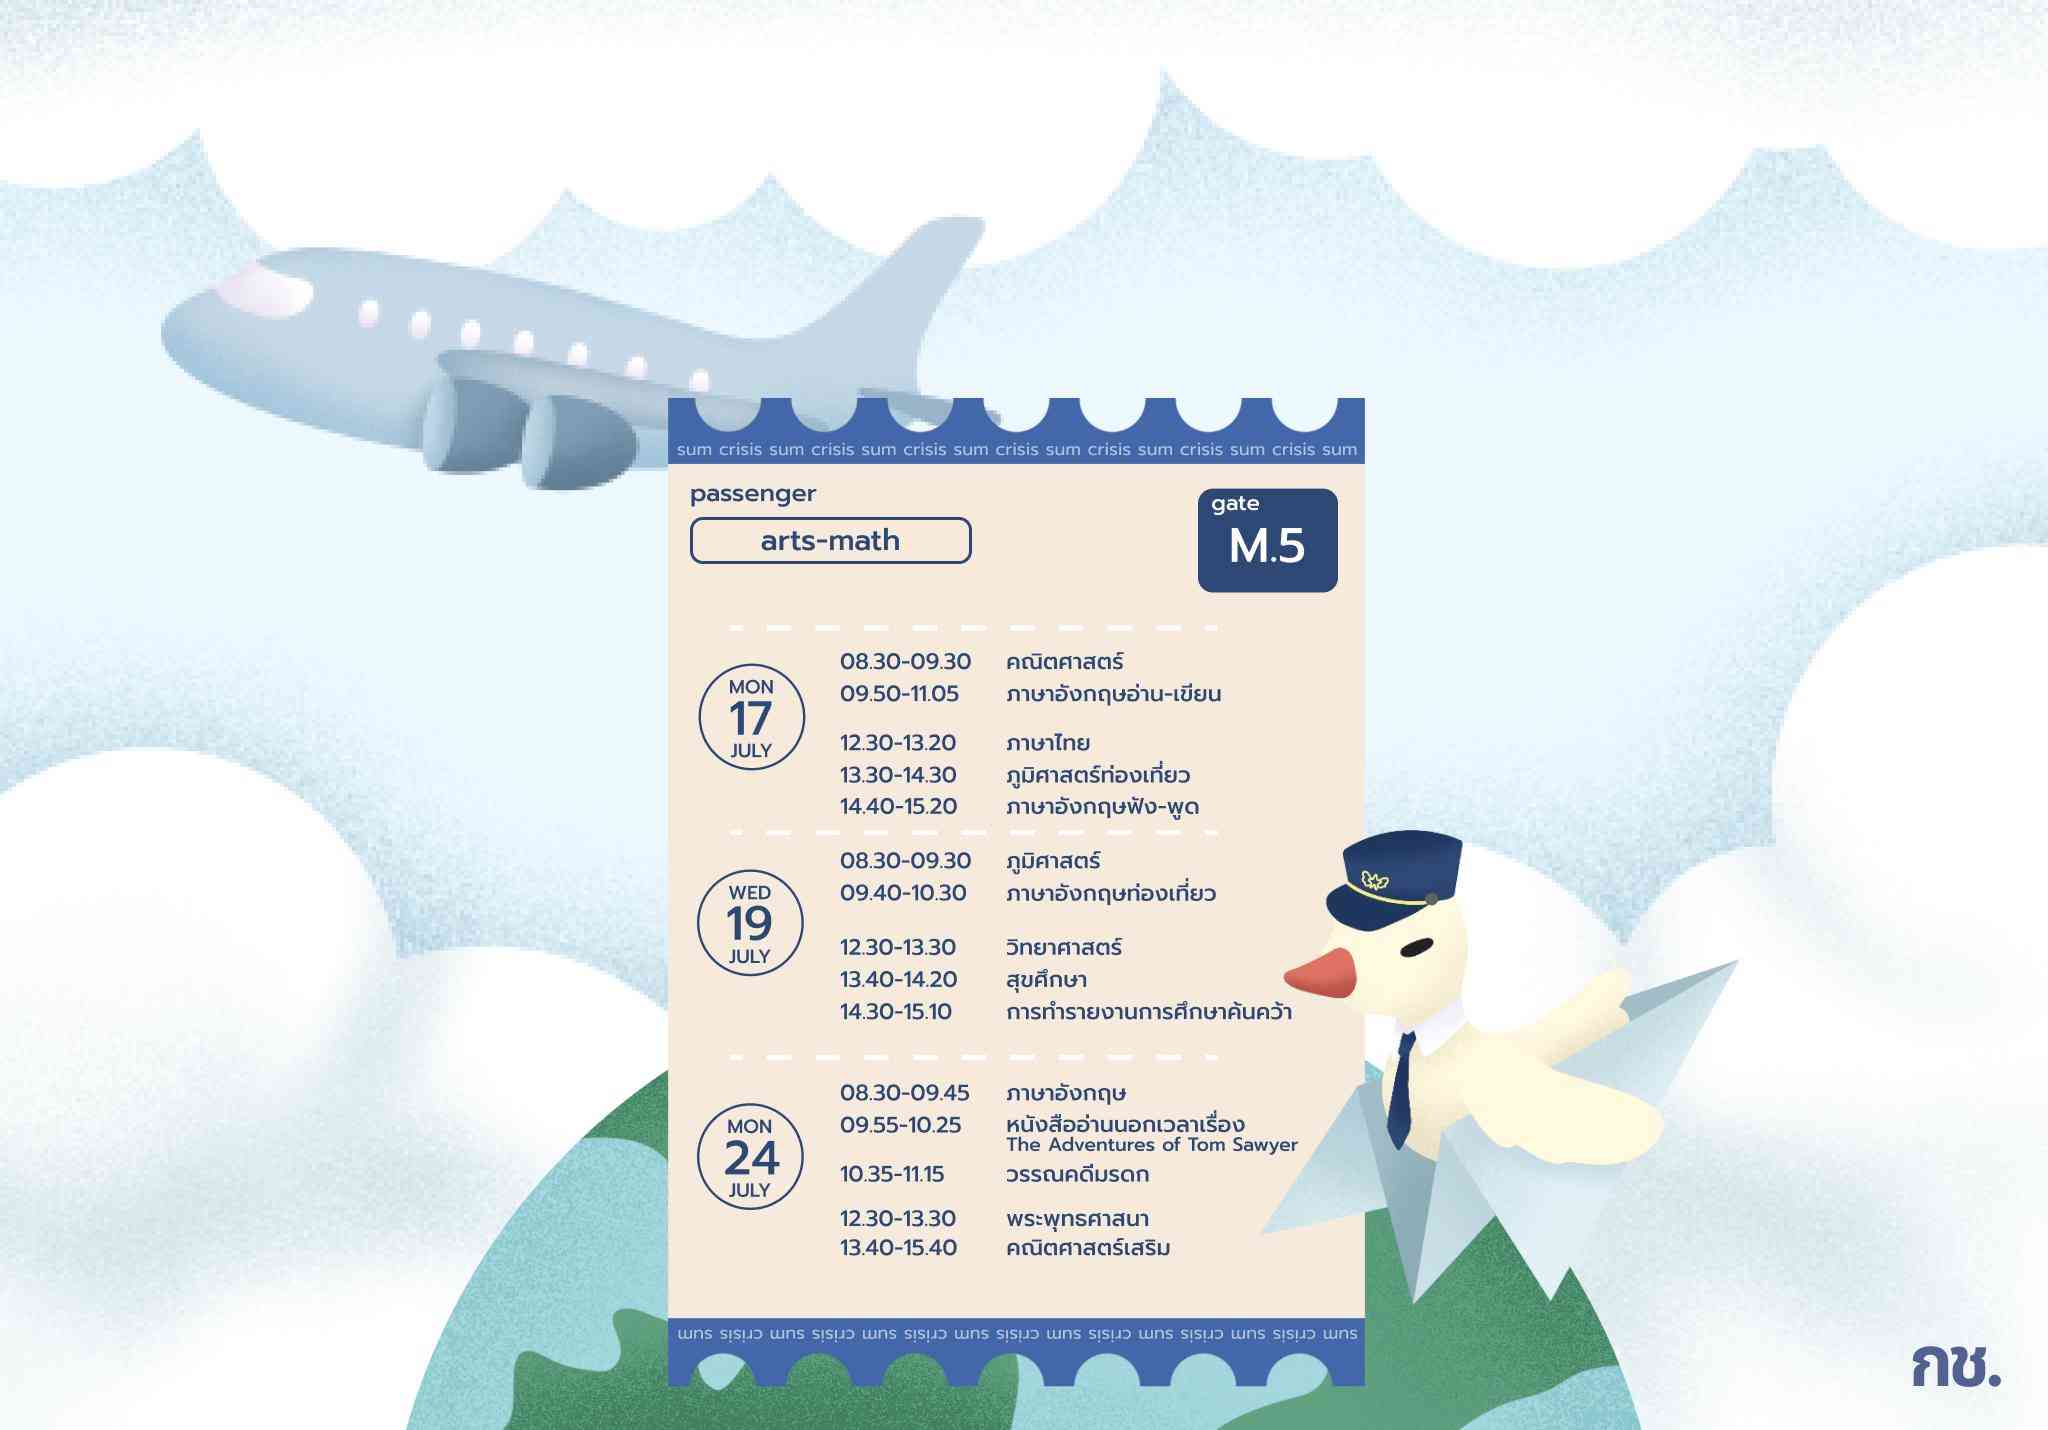 sum crisis sum crisis sum crisis sum crisis sum crisis sum crisis sum crisis sum
passenger
arts-math
gate
M.5
MON
17
JULY
08.30-09.30 คณิตศาสตร์
09.50-11.05 ภาษาอังกฤษอ่าน-เขียน
12.30-13.20 ภาษาไทย
13.30-14.30 ภูมิศาสตร์ท่องเที่ยว
14.40-15.20 ภาษาอังกฤษฟัง-พูด
WED
19
JULY
08.30-09.30 ภูมิศาสตร์
09.40-10.30 ภาษาอังกฤษท่องเที่ยว
12.30-13.30 วิทยาศาสตร์
13.40-14.20 สุขศึกษา
14.30-15.10 การทำรายงานการศึกษาค้นคว้า
MON
24
JULY
08.30-09.45 ภาษาอังกฤษ
09.55-10.25 หนังสืออ่านนอกเวลาเรื่อง
The Adventures of Tom Sawyer
10.35-11.15 วรรณคดีมรดก
12.30-13.30 พระพุทธศาสนา
13.40-15.40 คณิตศาสตร์เสริม
sum crisis sum crisis sum crisis sum crisis sum crisis sum crisis sum crisis sum
กช.